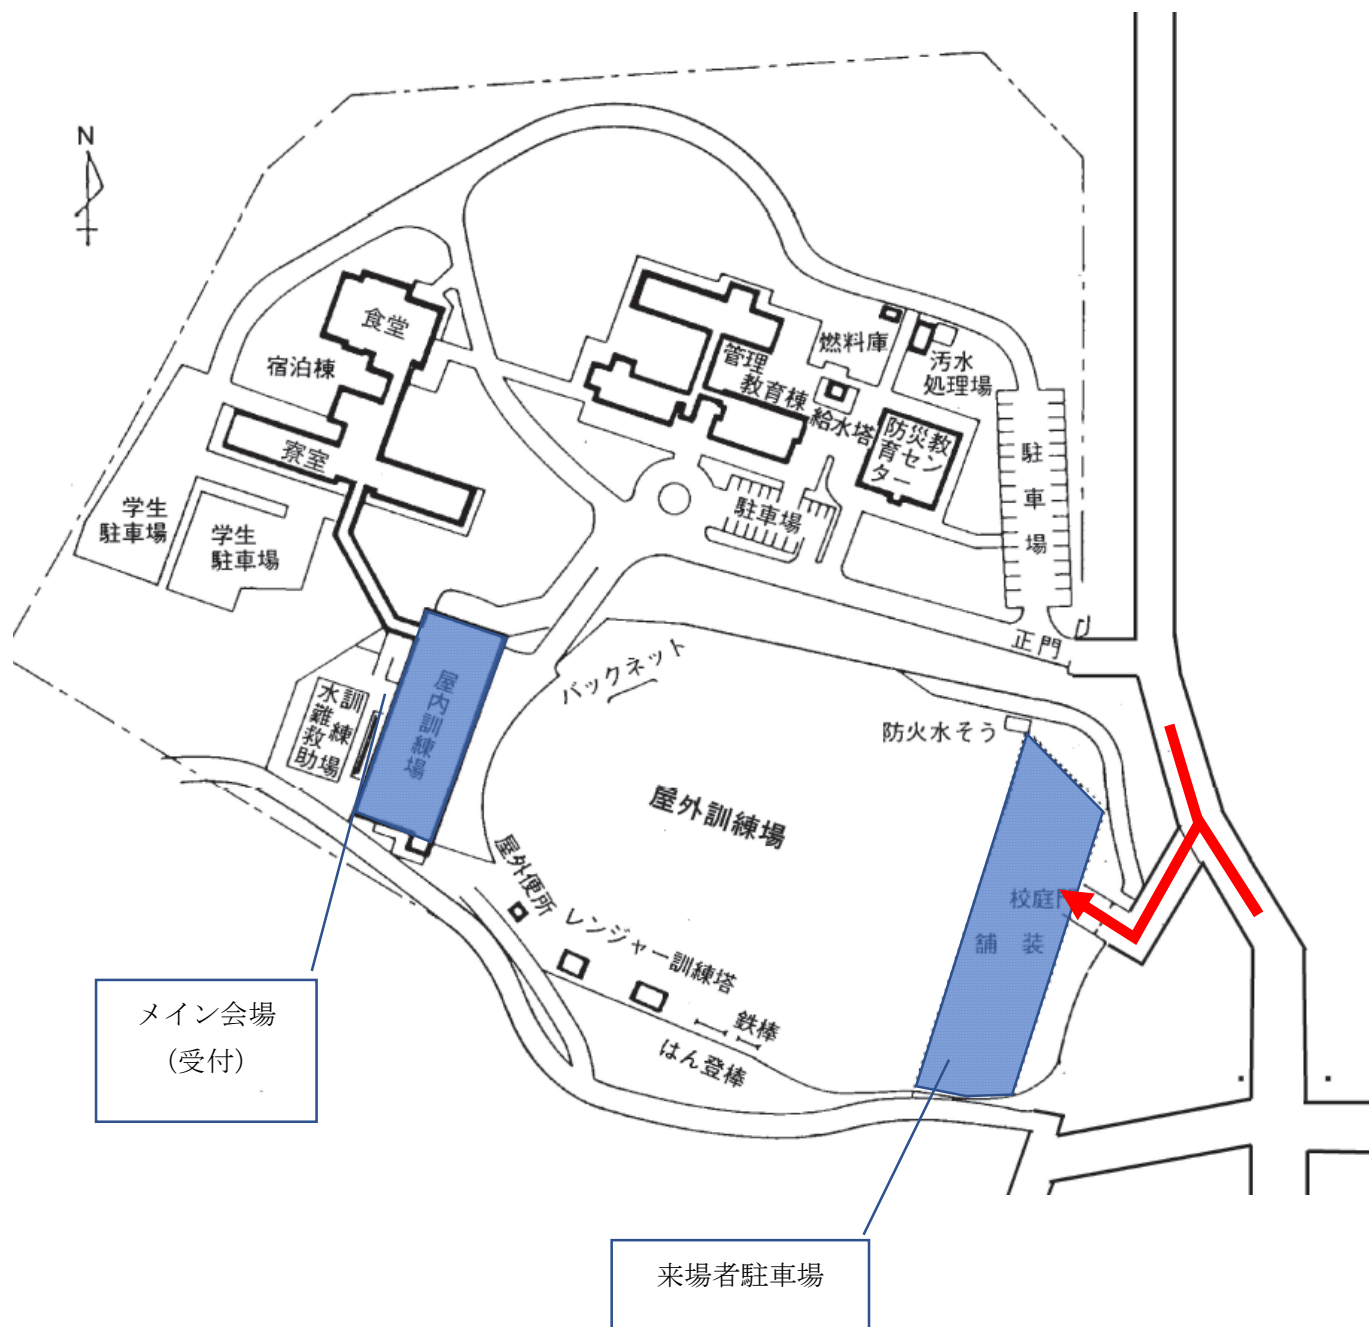 N
食堂
宿泊棟
寮室
学生
駐車場
学生
駐車場
管理
教育棟
燃料庫
汚水
処理場
給水塔
防災教
育セン
ター
駐車場
駐車場
正門
バックネット
屋内訓練場
水難救助
訓練場
防火水そう
屋外訓練場
校庭門
舗装
屋外便所
レンジャー訓練塔
鉄棒
はん登棒
メイン会場
（受付）
来場者駐車場